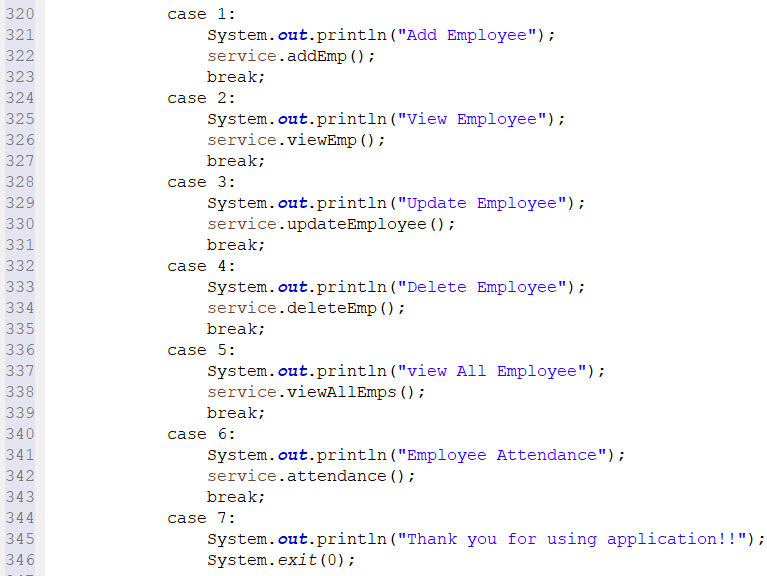 320 case 1:
321 System.out.println("Add Employee");
322 service.addEmp();
323 break;
324 case 2:
325 System.out.println("View Employee");
326 service.viewEmp();
327 break;
328 case 3:
329 System.out.println("Update Employee");
330 service.updateEmployee();
331 break;
332 case 4:
333 System.out.println("Delete Employee");
334 service.deleteEmp();
335 break;
336 case 5:
337 System.out.println("view All Employee");
338 service.viewAllEmps();
339 break;
340 case 6:
341 System.out.println("Employee Attendance");
342 service.attendance();
343 break;
344 case 7:
345 System.out.println("Thank you for using application!!");
346 System.exit(0);